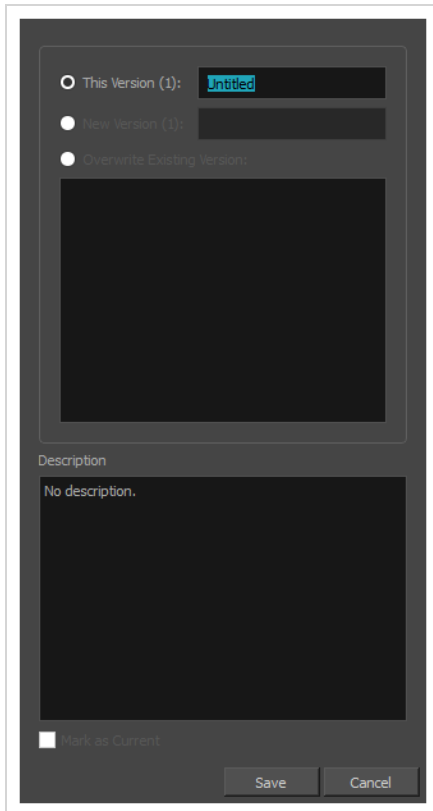 This Version (1):
Untitled
New Version (1):
Overwrite Existing Version:
Description
No description.
Mark as Current
Save
Cancel